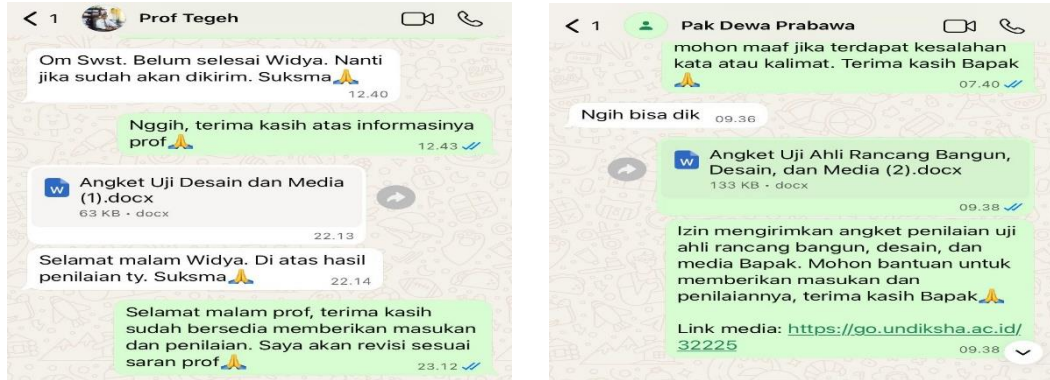 1 Prof Tegeh
Om Swst. Belum selesai Widya. Nanti
jika sudah akan dikirim. Suksma🙏
12.40
Nggih, terima kasih atas informasinya
prof🙏
12.43
W
Angket Uji Desain dan Media
(1).docx
63 KB • docx
22.13
Selamat malam Widya. Di atas hasil
penilaian ty. Suksma🙏
22.14
Selamat malam prof, terima kasih
sudah bersedia memberikan masukan
dan penilaian. Saya akan revisi sesuai
saran prof🙏
23.12
1 Pak Dewa Prabawa
mohon maaf jika terdapat kesalahan
kata atau kalimat. Terima kasih Bapak
🙏
07.40
Ngih bisa dik 09.36
W
Angket Uji Ahli Rancang Bangun,
Desain, dan Media (2).docx
133 KB • docx
09.38
Izin mengirimkan angket penilaian uji
ahli rancang bangun, desain, dan
media Bapak. Mohon bantuan untuk
memberikan masukan dan
penilaiannya, terima kasih Bapak🙏
Link media: https://go.undiksha.ac.id/
32225
09.38